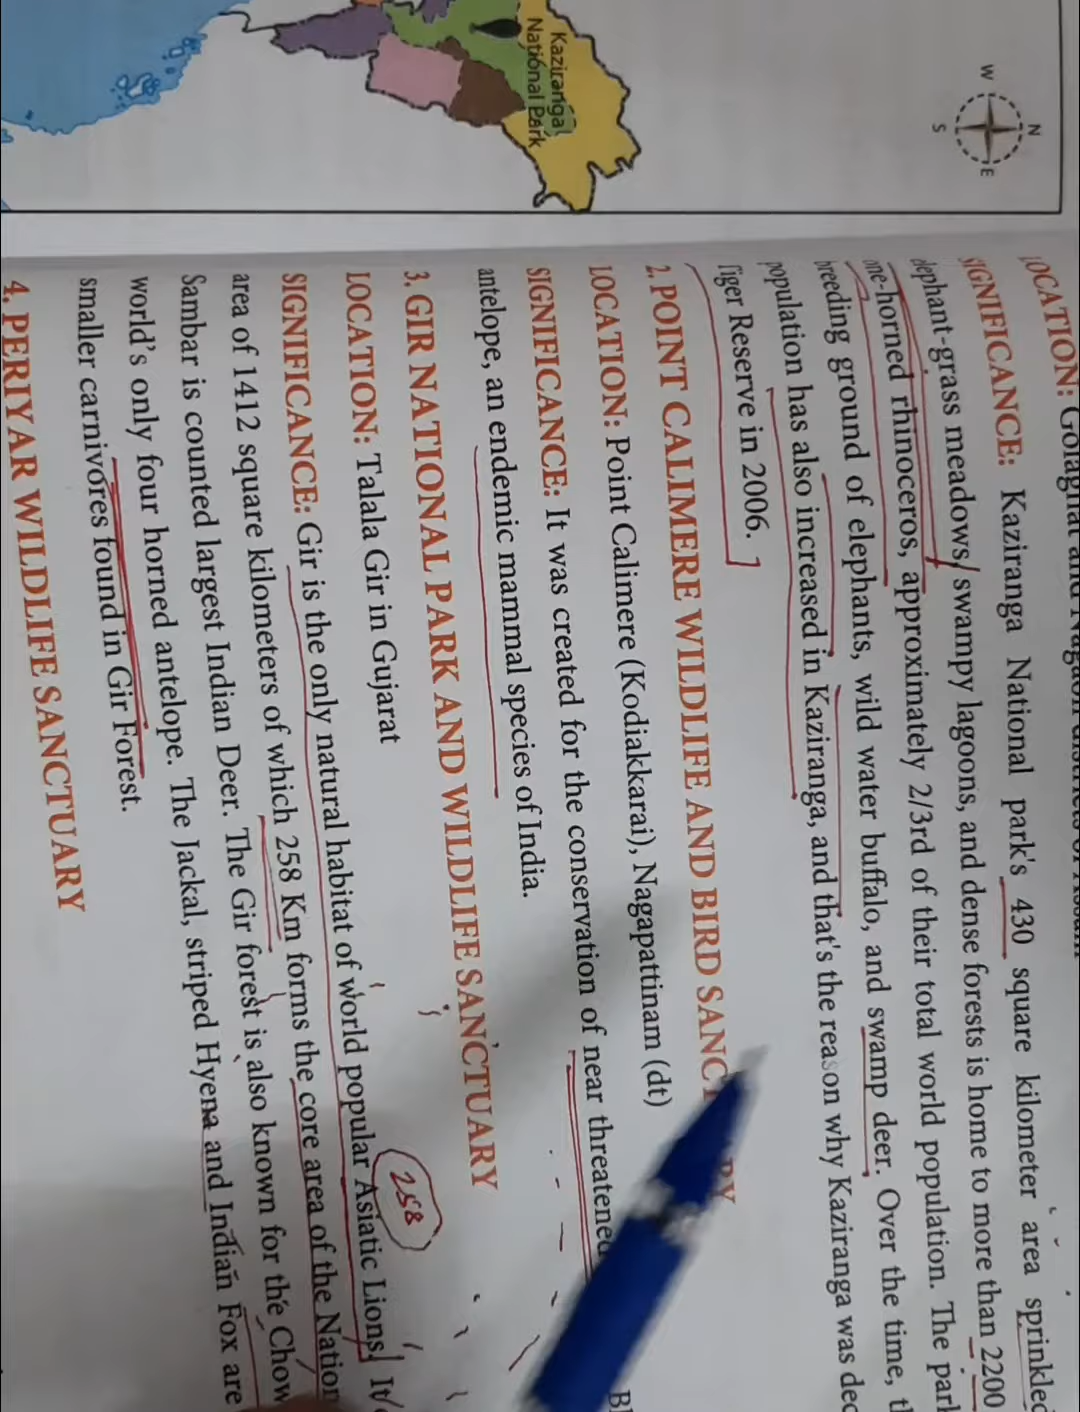 N
W
E
S
Kaziranga
National Park
LOCATION: Golaghat and Nagaon districts of Assam
SIGNIFICANCE: Kaziranga National park's 430 square kilometer area sprinkled
elephant-grass meadows, swampy lagoons, and dense forests is home to more than 2200
one-horned rhinoceros, approximately 2/3rd of their total world population. The park
breeding ground of elephants, wild water buffalo, and swamp deer. Over the time, t
population has also increased in Kaziranga, and that's the reason why Kaziranga was dec
Tiger Reserve in 2006.
2. POINT CALIMERE WILDLIFE AND BIRD SANCT RY
LOCATION: Point Calimere (Kodiakkarai), Nagapattinam (dt)
SIGNIFICANCE: It was created for the conservation of near threatened Bl
antelope, an endemic mammal species of India.
3. GIR NATIONAL PARK AND WILDLIFE SANCTUARY
LOCATION: Talala Gir in Gujarat
258
SIGNIFICANCE: Gir is the only natural habitat of world popular Asiatic Lions. It
area of 1412 square kilometers of which 258 Km forms the core area of the Nation
Sambar is counted largest Indian Deer. The Gir forest is also known for the Chow
world's only four horned antelope. The Jackal, striped Hyena and Indian Fox are
smaller carnivores found in Gir Forest.
4. PERIYAR WILDLIFE SANCTUARY